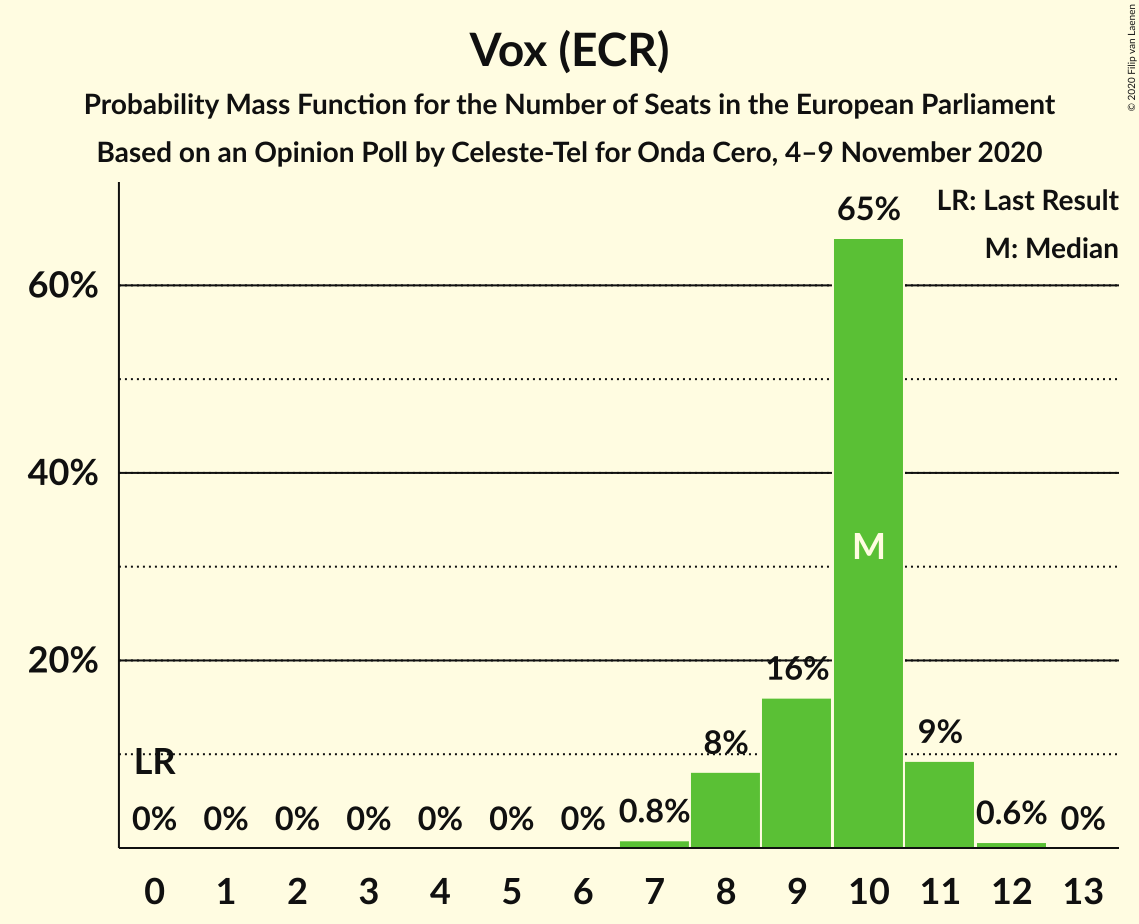 Vox (ECR)
Probability Mass Function for the Number of Seats in the European Parliament
Based on an Opinion Poll by Celeste-Tel for Onda Cero, 4–9 November 2020
© 2020 Filip van Laenen
LR: Last Result
M: Median
65%
60%
40%
M
20%
16%
9%
8%
LR
0% 0% 0% 0% 0% 0% 0% 0.8% 0.6% 0%
0 1 2 3 4 5 6 7 8 9 10 11 12 13